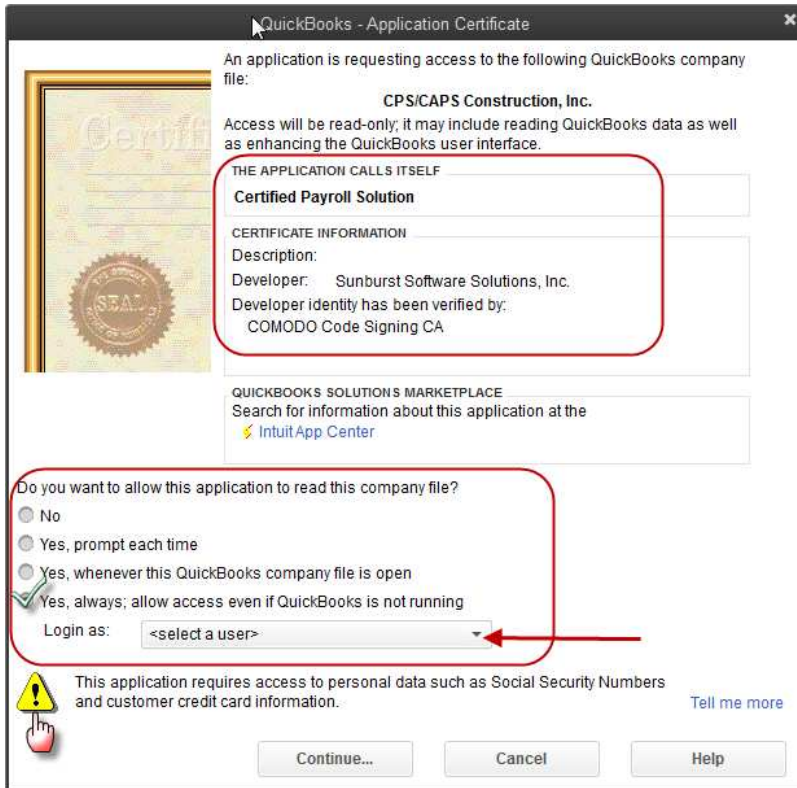 QuickBooks - Application Certificate
An application is requesting access to the following QuickBooks company
file:
CPS/CAPS Construction, Inc.
Access will be read-only; it may include reading QuickBooks data as well
as enhancing the QuickBooks user interface.
THE APPLICATION CALLS ITSELF
Certified Payroll Solution
CERTIFICATE INFORMATION
Description:
Developer: Sunburst Software Solutions, Inc.
Developer identity has been verified by:
COMODO Code Signing CA
QUICKBOOKS SOLUTIONS MARKETPLACE
Search for information about this application at the
Intuit App Center
Certifi
SEAL
Do you want to allow this application to read this company file?
No
Yes, prompt each time
Yes, whenever this QuickBooks company file is open
Yes, always; allow access even if QuickBooks is not running
Login as: <select a user>
This application requires access to personal data such as Social Security Numbers
and customer credit card information.
Tell me more
Continue...
Cancel
Help